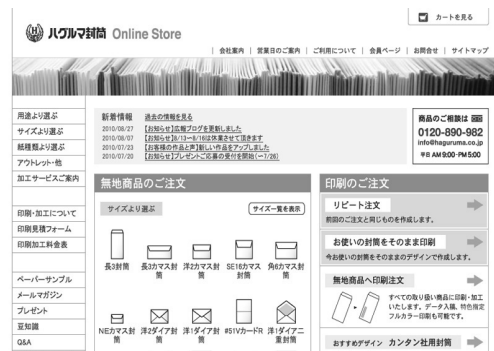 カートを見る
ハグルマ封筒 Online Store
| 会社案内 | 営業日のご案内 | ご利用について | 会員ページ | お問合せ | サイトマップ
用途より選ぶ
サイズより選ぶ
紙種類より選ぶ
アウトレット・他
加工サービスご案内
印刷・加工について
印刷見積フォーム
印刷加工料金表
ペーパーサンプル
メールマガジン
プレゼント
豆知識
Q&A
新着情報 過去の情報を見る
2010/08/27 【お知らせ】広報ブログを更新しました
2010/08/07 【お知らせ】8/13～8/16は休業させて頂きます
2010/07/23 【お客様の作品と声】新しい作品をアップしました
2010/07/20 【お知らせ】プレゼントご応募の受付を開始(～7/26)
商品のご相談は
0120-890-982
info@haguruma.co.jp
平日 AM9:00-PM5:00
無地商品のご注文
サイズより選ぶ サイズ一覧を表示
長3封筒
長3カマス封筒
洋2カマス封筒
SE16カマス封筒
角6カマス封筒
NEカマス封筒
洋2ダイア封筒
洋1ダイア封筒
#51VカードR
洋1ダイア二重封筒
印刷のご注文
リピート注文
前回のご注文と同じものを作成します。
お使いの封筒をそのまま印刷
今お使いの封筒をそのままのデザインで作成します。
無地商品へ印刷注文
すべての取り扱い商品に印刷・加工
いたします。データ入稿、特色指定
フルカラー印刷も可能です。
おすすめデザイン カンタン社用封筒